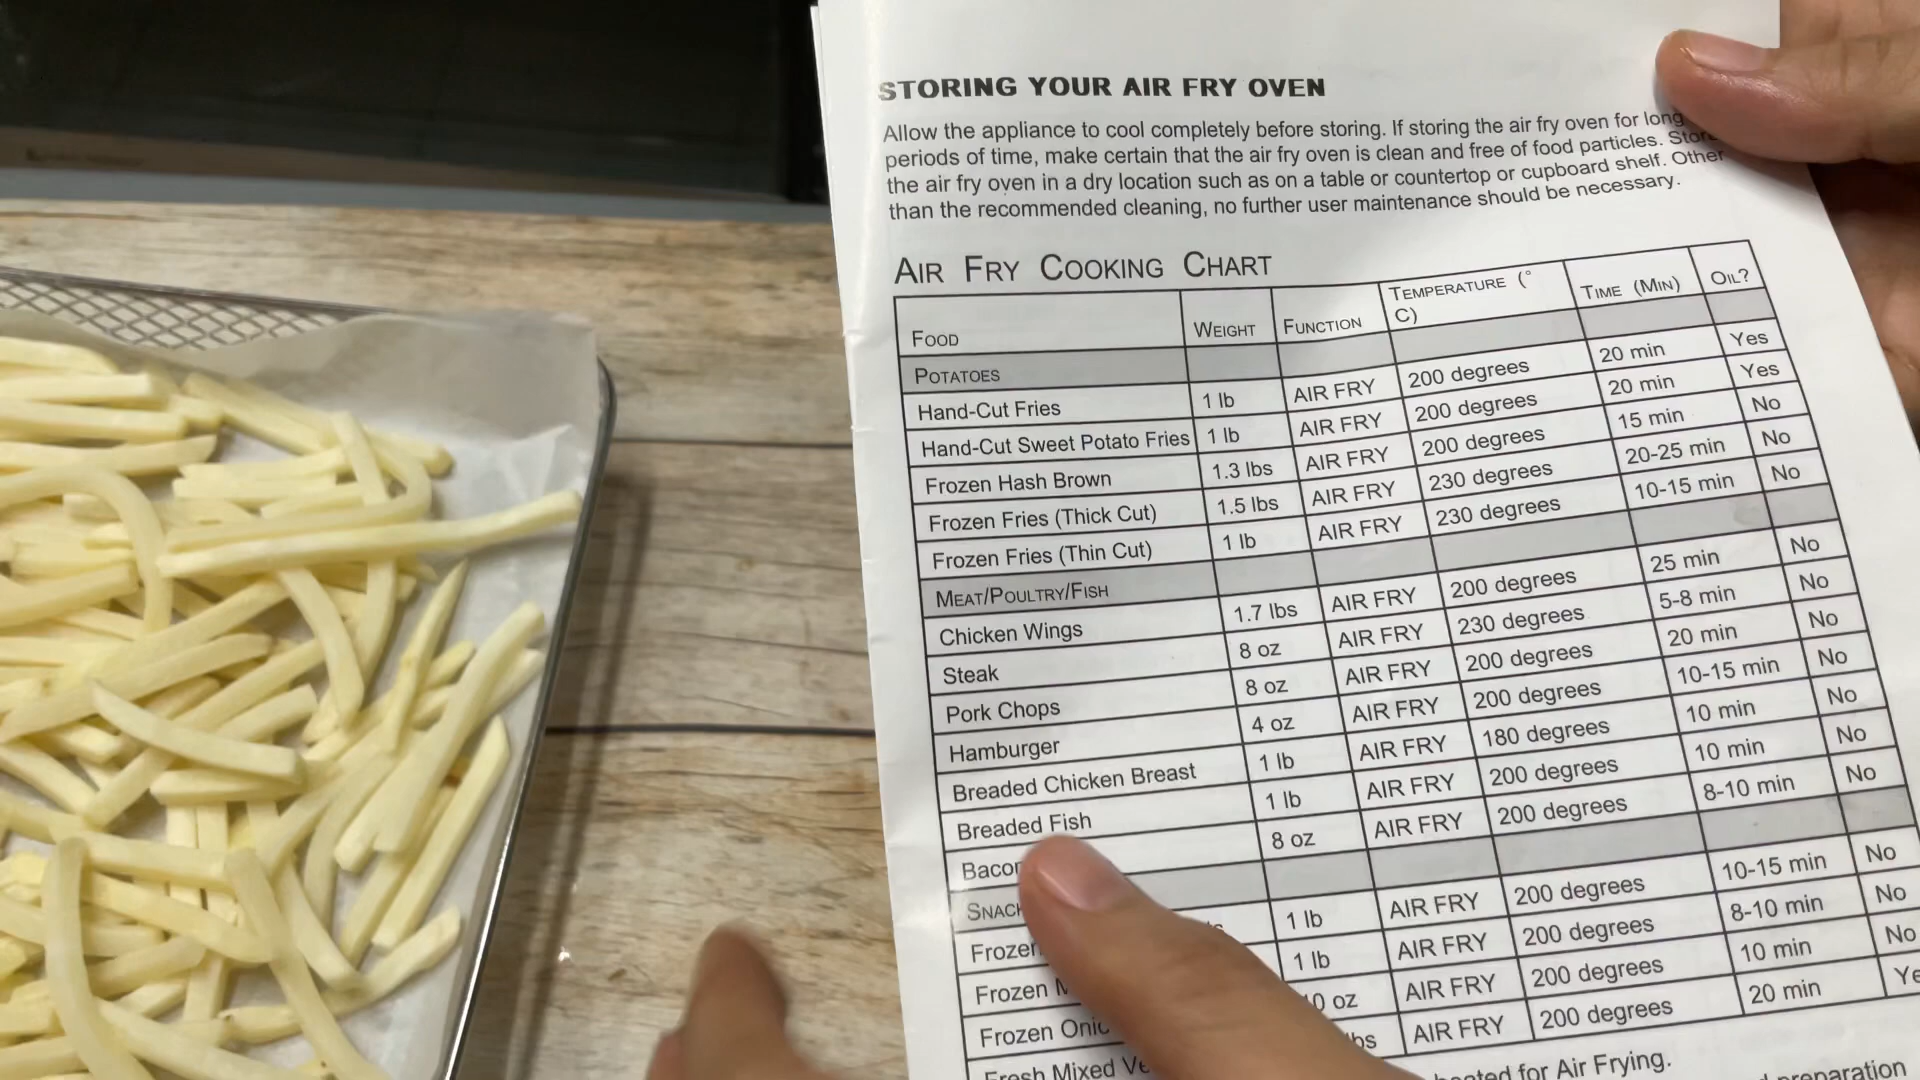 STORING YOUR AIR FRY OVEN
Allow the appliance to cool completely before storing. If storing the air fry oven for long
periods of time, make certain that the air fry oven is clean and free of food particles. Store
the air fry oven in a dry location such as on a table or countertop or cupboard shelf. Other
than the recommended cleaning, no further user maintenance should be necessary.
AIR FRY COOKING CHART
FOOD WEIGHT FUNCTION TEMPERATURE (° C) TIME (MIN) OIL?
POTATOES
Hand-Cut Fries 1 lb AIR FRY 200 degrees 20 min Yes
Hand-Cut Sweet Potato Fries 1 lb AIR FRY 200 degrees 20 min Yes
Frozen Hash Brown 1.3 lbs AIR FRY 200 degrees 15 min No
Frozen Fries (Thick Cut) 1.5 lbs AIR FRY 230 degrees 20-25 min No
Frozen Fries (Thin Cut) 1 lb AIR FRY 230 degrees 10-15 min No
MEAT/POULTRY/FISH
Chicken Wings 1.7 lbs AIR FRY 200 degrees 25 min No
Steak 8 oz AIR FRY 230 degrees 5-8 min No
Pork Chops 8 oz AIR FRY 200 degrees 20 min No
Hamburger 4 oz AIR FRY 200 degrees 10-15 min No
Breaded Chicken Breast 1 lb AIR FRY 180 degrees 10 min No
Breaded Fish 1 lb AIR FRY 200 degrees 10 min No
Bacon 8 oz AIR FRY 200 degrees 8-10 min No
Frozen 1 lb AIR FRY 200 degrees 10-15 min No
Frozen 1 lb AIR FRY 200 degrees 8-10 min No
Frozen oz AIR FRY 200 degrees 10 min No
Fresh Mixed lbs AIR FRY 200 degrees 20 min
for Air Frying.
preparation